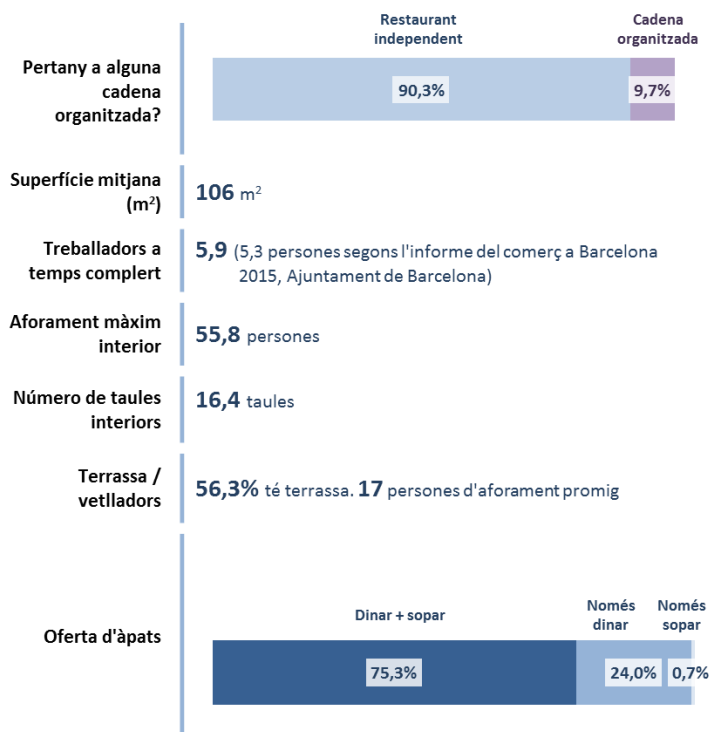 Restaurant
independent
Cadena
organitzada
Pertany a alguna
cadena
organitzada?
90,3%
9,7%
Superfície mitjana
(m²)
106 m²
Treballadors a
temps complert
5,9 (5,3 persones segons l'informe del comerç a Barcelona
2015, Ajuntament de Barcelona)
Aforament màxim
interior
55,8 persones
Número de taules
interiors
16,4 taules
Terrassa /
vetlladors
56,3% té terrassa. 17 persones d'aforament promig
Oferta d'àpats
Dinar + sopar
Només
dinar
Només
sopar
75,3%
24,0%
0,7%